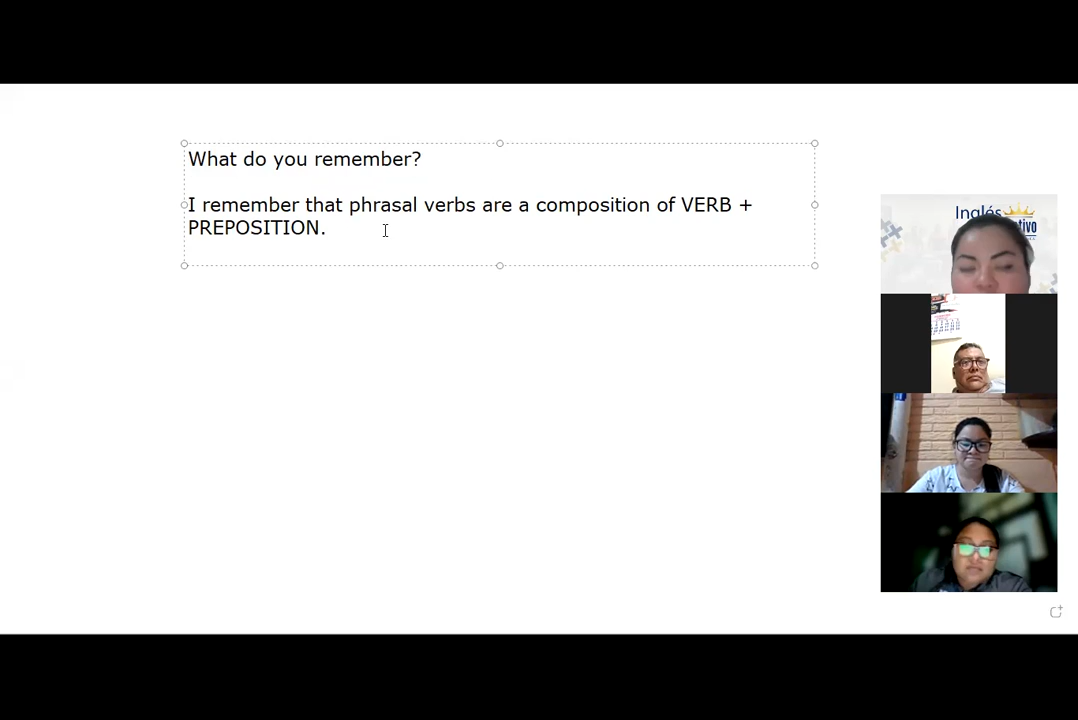 What do you remember?
I remember that phrasal verbs are a composition of VERB +
PREPOSITION.
Inglés